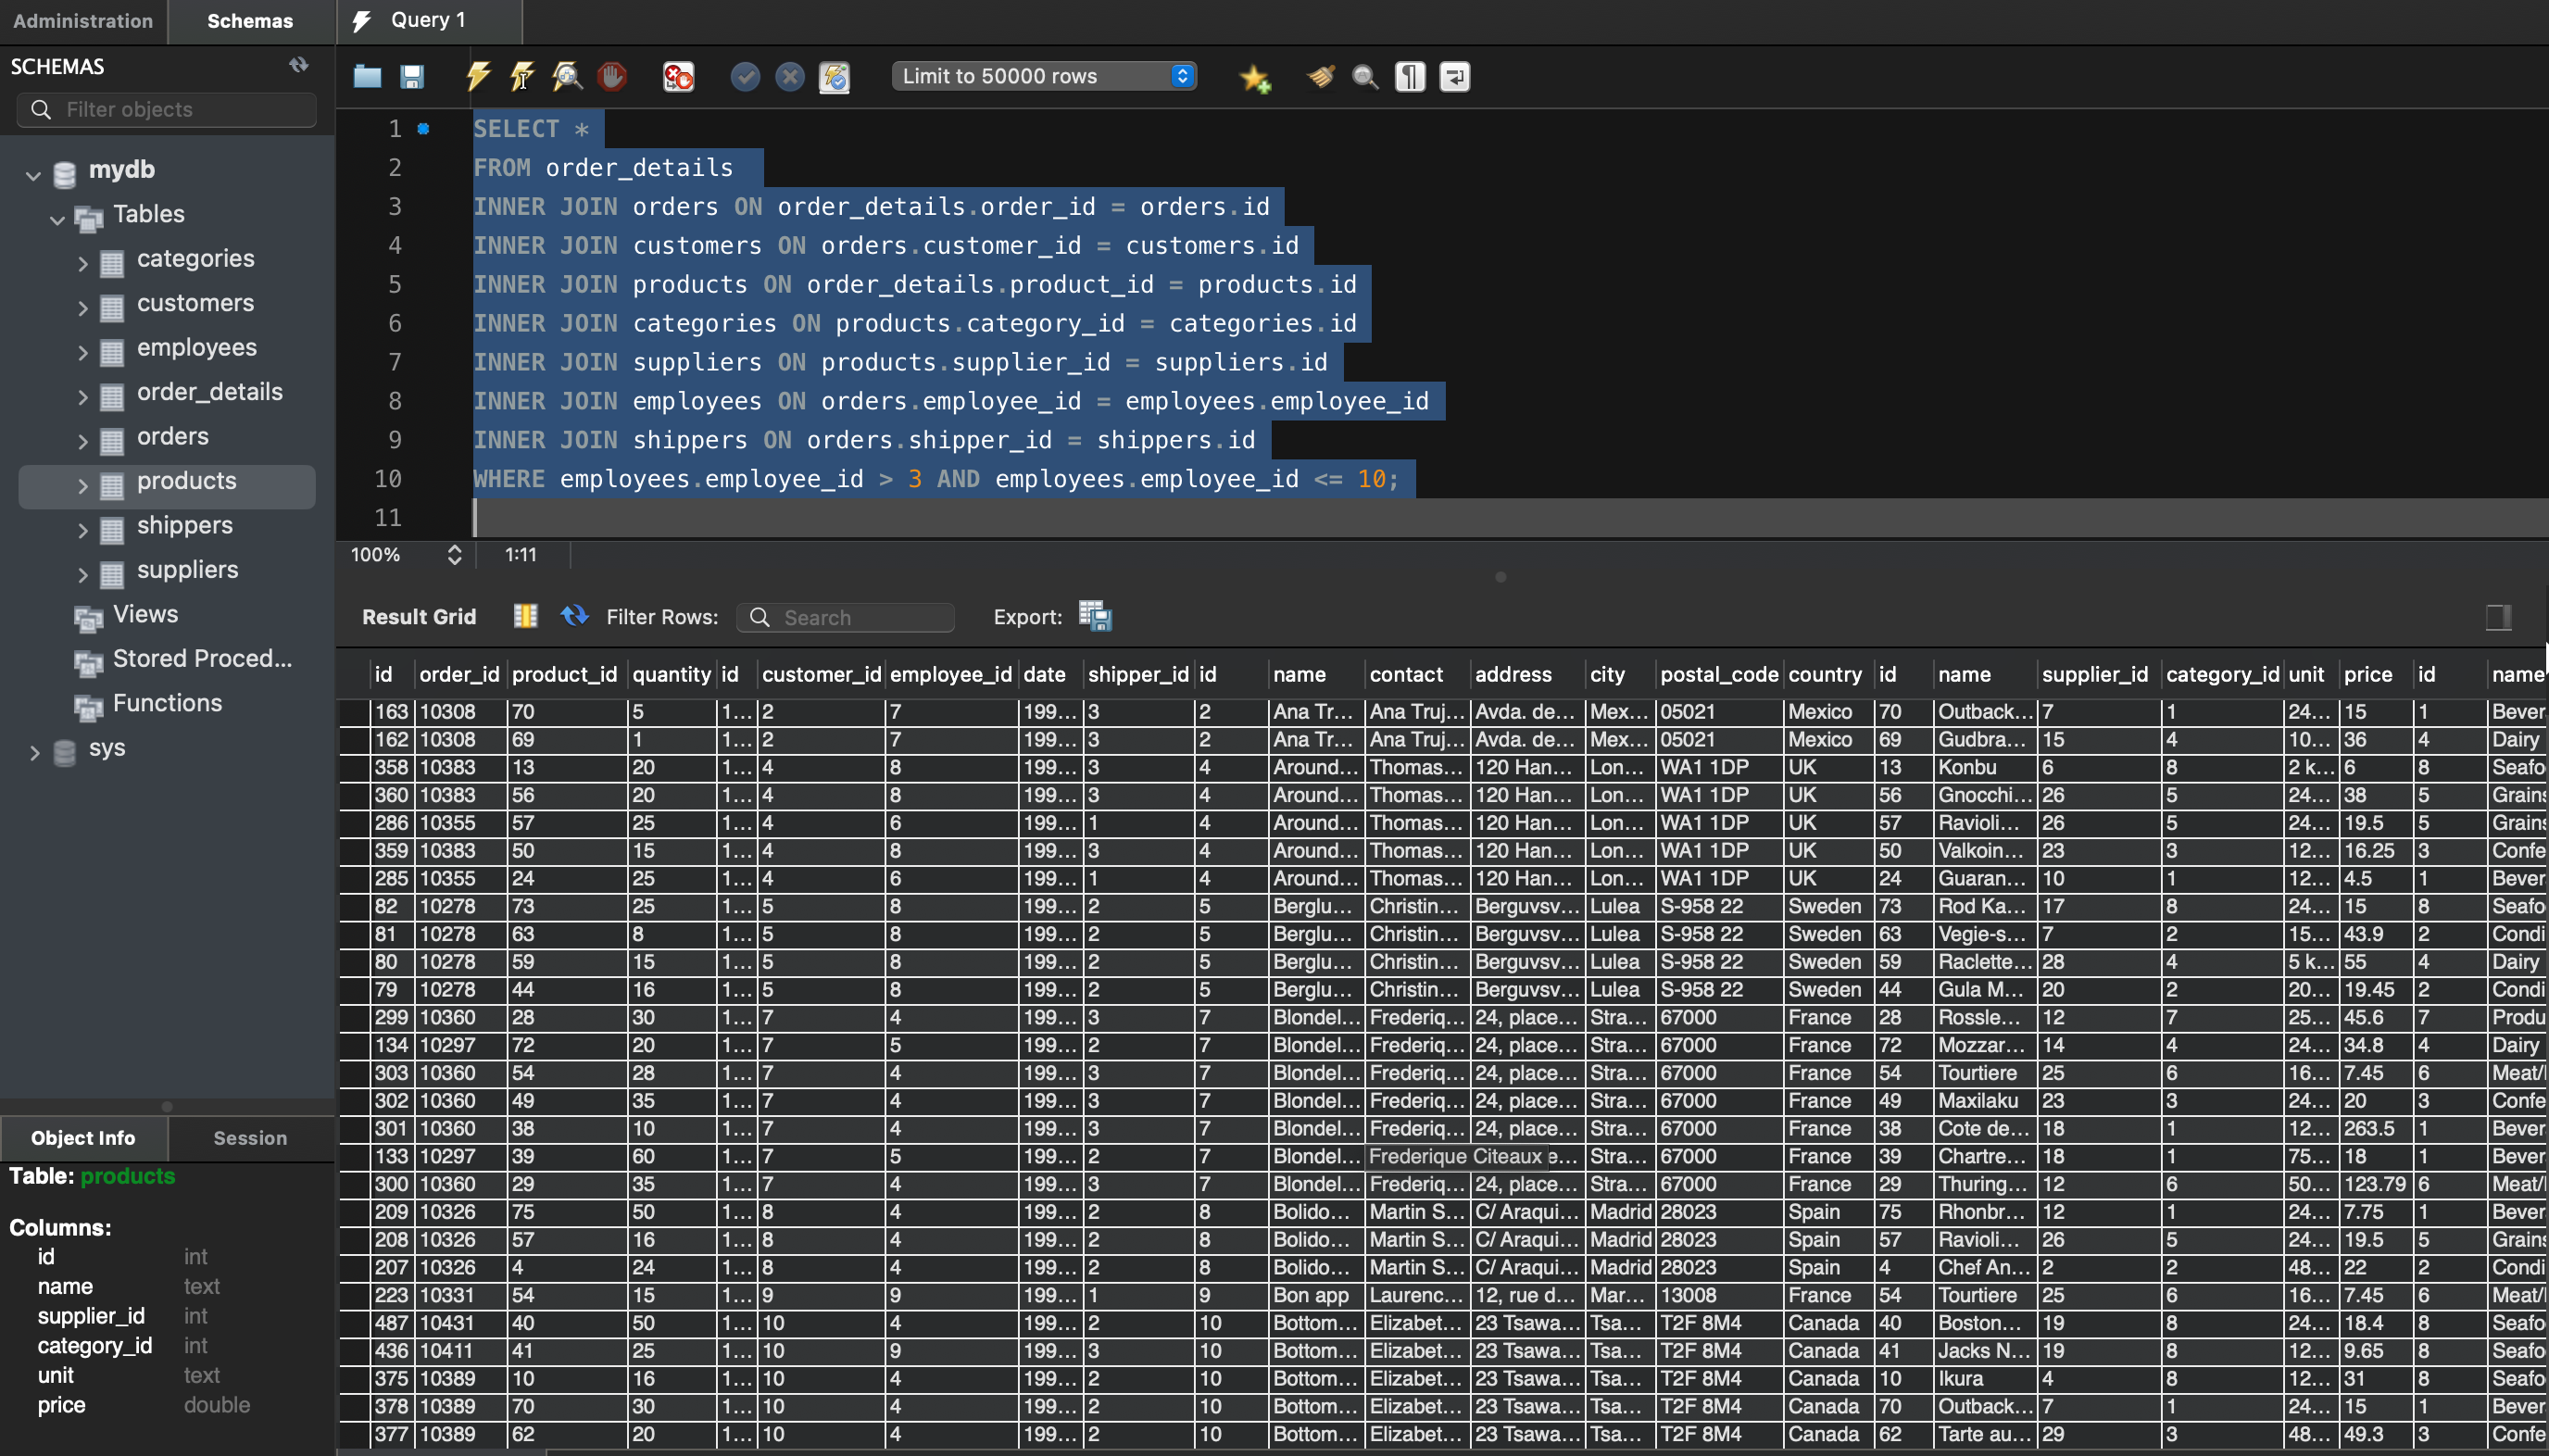 Administration Schemas Query 1
SCHEMAS
Filter objects
Limit to 50000 rows
mydb
Tables
categories
customers
employees
order_details
orders
products
shippers
suppliers
Views
Stored Proced...
Functions
sys
1 SELECT *
2 FROM order_details
3 INNER JOIN orders ON order_details.order_id = orders.id
4 INNER JOIN customers ON orders.customer_id = customers.id
5 INNER JOIN products ON order_details.product_id = products.id
6 INNER JOIN categories ON products.category_id = categories.id
7 INNER JOIN suppliers ON products.supplier_id = suppliers.id
8 INNER JOIN employees ON orders.employee_id = employees.employee_id
9 INNER JOIN shippers ON orders.shipper_id = shippers.id
10 WHERE employees.employee_id > 3 AND employees.employee_id <= 10;
11
100% 1:11
Result Grid Filter Rows: Search Export:
id order_id product_id quantity id customer_id employee_id date shipper_id id name contact address city postal_code country id name supplier_id category_id unit price id name
163 10308 70 5 1... 2 7 199... 3 2 Ana Tr... Ana Truj... Avda. de... Mex... 05021 Mexico 70 Outback... 7 1 24... 15 1 Bever
162 10308 69 1 1... 2 7 199... 3 2 Ana Tr... Ana Truj... Avda. de... Mex... 05021 Mexico 69 Gudbra... 15 4 10... 36 4 Dairy
358 10383 13 20 1... 4 8 199... 3 4 Around... Thomas... 120 Han... Lon... WA1 1DP UK 13 Konbu 6 8 2 k... 6 8 Seafo
360 10383 56 20 1... 4 8 199... 3 4 Around... Thomas... 120 Han... Lon... WA1 1DP UK 56 Gnocchi... 26 5 24... 38 5 Grains
286 10355 57 25 1... 4 6 199... 1 4 Around... Thomas... 120 Han... Lon... WA1 1DP UK 57 Ravioli... 26 5 24... 19.5 5 Grains
359 10383 50 15 1... 4 8 199... 3 4 Around... Thomas... 120 Han... Lon... WA1 1DP UK 50 Valkoin... 23 3 12... 16.25 3 Confe
285 10355 24 25 1... 4 6 199... 1 4 Around... Thomas... 120 Han... Lon... WA1 1DP UK 24 Guaran... 10 1 12... 4.5 1 Bever
82 10278 73 25 1... 5 8 199... 2 5 Berglu... Christin... Berguvsv... Lulea S-958 22 Sweden 73 Rod Ka... 17 8 24... 15 8 Seafo
81 10278 63 8 1... 5 8 199... 2 5 Berglu... Christin... Berguvsv... Lulea S-958 22 Sweden 63 Vegie-s... 7 2 15... 43.9 2 Condi
80 10278 59 15 1... 5 8 199... 2 5 Berglu... Christin... Berguvsv... Lulea S-958 22 Sweden 59 Raclette... 28 4 5 k... 55 4 Dairy
79 10278 44 16 1... 5 8 199... 2 5 Berglu... Christin... Berguvsv... Lulea S-958 22 Sweden 44 Gula M... 20 2 20... 19.45 2 Condi
299 10360 28 30 1... 7 4 199... 3 7 Blondel... Frederiq... 24, place... Stra... 67000 France 28 Rossle... 12 7 25... 45.6 7 Produ
134 10297 72 20 1... 7 5 199... 2 7 Blondel... Frederiq... 24, place... Stra... 67000 France 72 Mozzar... 14 4 24... 34.8 4 Dairy
303 10360 54 28 1... 7 4 199... 3 7 Blondel... Frederiq... 24, place... Stra... 67000 France 54 Tourtiere 25 6 16... 7.45 6 Meat/
302 10360 49 35 1... 7 4 199... 3 7 Blondel... Frederiq... 24, place... Stra... 67000 France 49 Maxilaku 23 3 24... 20 3 Confe
301 10360 38 10 1... 7 4 199... 3 7 Blondel... Frederiq... 24, place... Stra... 67000 France 38 Cote de... 18 1 12... 263.5 1 Bever
133 10297 39 60 1... 7 5 199... 2 7 Blondel... Frederique Citeaux e... Stra... 67000 France 39 Chartre... 18 1 75... 18 1 Bever
300 10360 29 35 1... 7 4 199... 3 7 Blondel... Frederiq... 24, place... Stra... 67000 France 29 Thuring... 12 6 50... 123.79 6 Meat/
209 10326 75 50 1... 8 4 199... 2 8 Bolido... Martin S... C/ Araqui... Madrid 28023 Spain 75 Rhonbr... 12 1 24... 7.75 1 Bever
208 10326 57 16 1... 8 4 199... 2 8 Bolido... Martin S... C/ Araqui... Madrid 28023 Spain 57 Ravioli... 26 5 24... 19.5 5 Grains
207 10326 4 24 1... 8 4 199... 2 8 Bolido... Martin S... C/ Araqui... Madrid 28023 Spain 4 Chef An... 2 2 48... 22 2 Condi
223 10331 54 15 1... 9 9 199... 1 9 Bon app Laurenc... 12, rue d... Mar... 13008 France 54 Tourtiere 25 6 16... 7.45 6 Meat/
487 10431 40 50 1... 10 4 199... 2 10 Bottom... Elizabet... 23 Tsawa... Tsa... T2F 8M4 Canada 40 Boston... 19 8 24... 18.4 8 Seafo
436 10411 41 25 1... 10 9 199... 3 10 Bottom... Elizabet... 23 Tsawa... Tsa... T2F 8M4 Canada 41 Jacks N... 19 8 12... 9.65 8 Seafo
375 10389 10 16 1... 10 4 199... 2 10 Bottom... Elizabet... 23 Tsawa... Tsa... T2F 8M4 Canada 10 Ikura 4 8 12... 31 8 Seafo
378 10389 70 30 1... 10 4 199... 2 10 Bottom... Elizabet... 23 Tsawa... Tsa... T2F 8M4 Canada 70 Outback... 7 1 24... 15 1 Bever
377 10389 62 20 1... 10 4 199... 2 10 Bottom... Elizabet... 23 Tsawa... Tsa... T2F 8M4 Canada 62 Tarte au... 29 3 48... 49.3 3 Confe
Object Info Session
Table: products
Columns:
id int
name text
supplier_id int
category_id int
unit text
price double